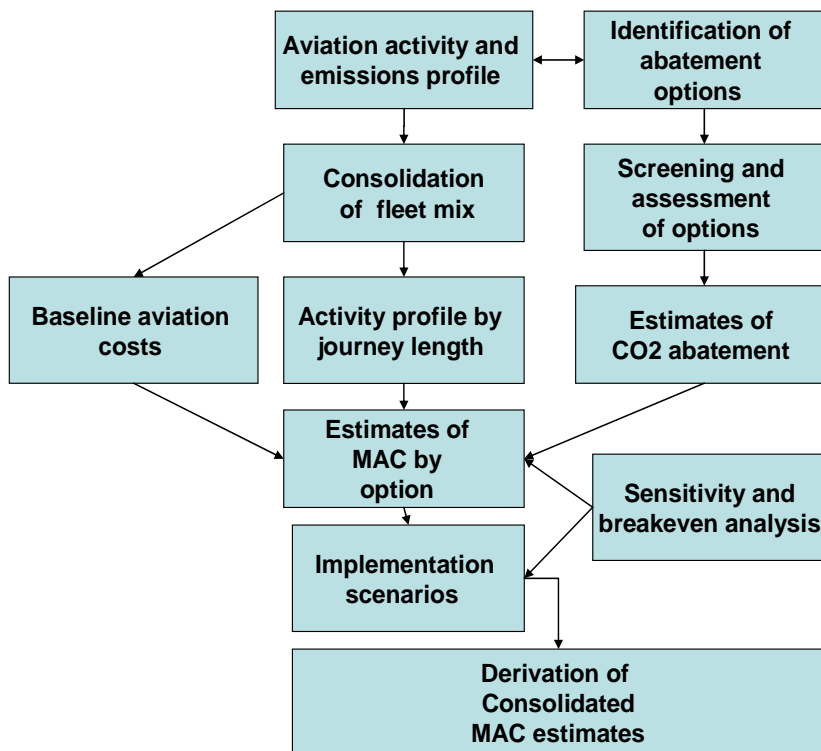 Aviation activity and
emissions profile
Identification of
abatement
options
Consolidation
of fleet mix
Screening and
assessment
of options
Baseline aviation
costs
Activity profile by
journey length
Estimates of
CO2 abatement
Estimates of
MAC by
option
Sensitivity and
breakeven analysis
Implementation
scenarios
Derivation of
Consolidated
MAC estimates